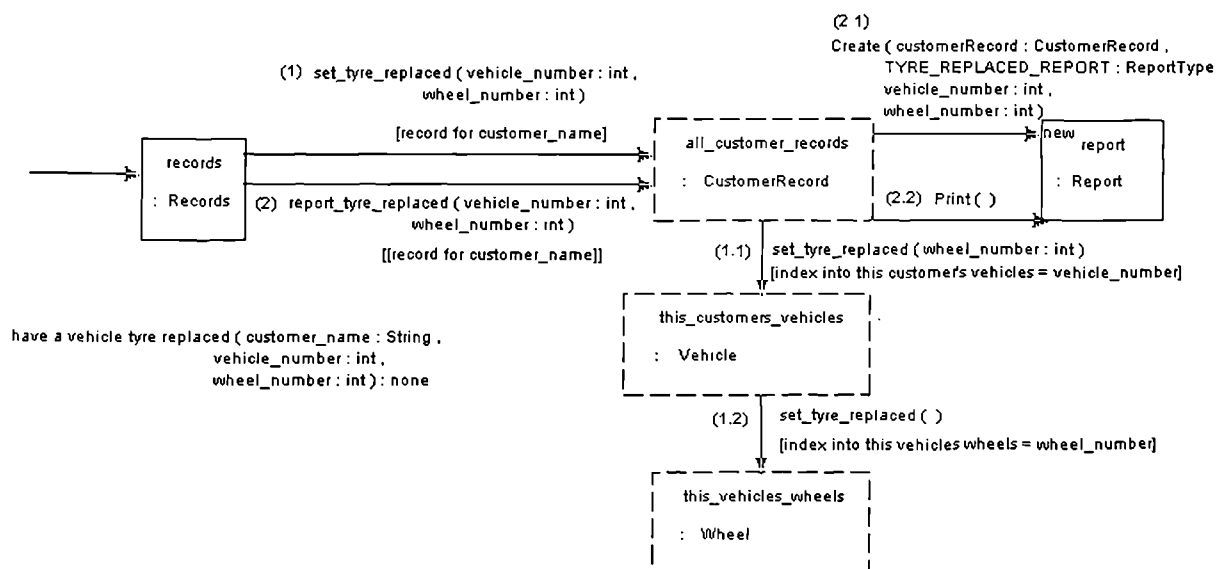 (2 1)
Create ( customerRecord : CustomerRecord ,
TYRE_REPLACED_REPORT : ReportType
vehicle_number : int ,
wheel_number : int )
(1) set_tyre_replaced ( vehicle_number : int ,
wheel_number : int )
[record for customer_name]
records
: Records
all_customer_records
: CustomerRecord
new
report
: Report
(2) report_tyre_replaced ( vehicle_number : int ,
wheel_number : int )
[[record for customer_name]]
(2.2) Print ( )
(1.1) set_tyre_replaced ( wheel_number : int )
[index into this customer's vehicles = vehicle_number]
this_customers_vehicles
: Vehicle
have a vehicle tyre replaced ( customer_name : String ,
vehicle_number : int ,
wheel_number : int ) : none
(1.2) set_tyre_replaced ( )
[index into this vehicles wheels = wheel_number]
this_vehicles_wheels
: Wheel